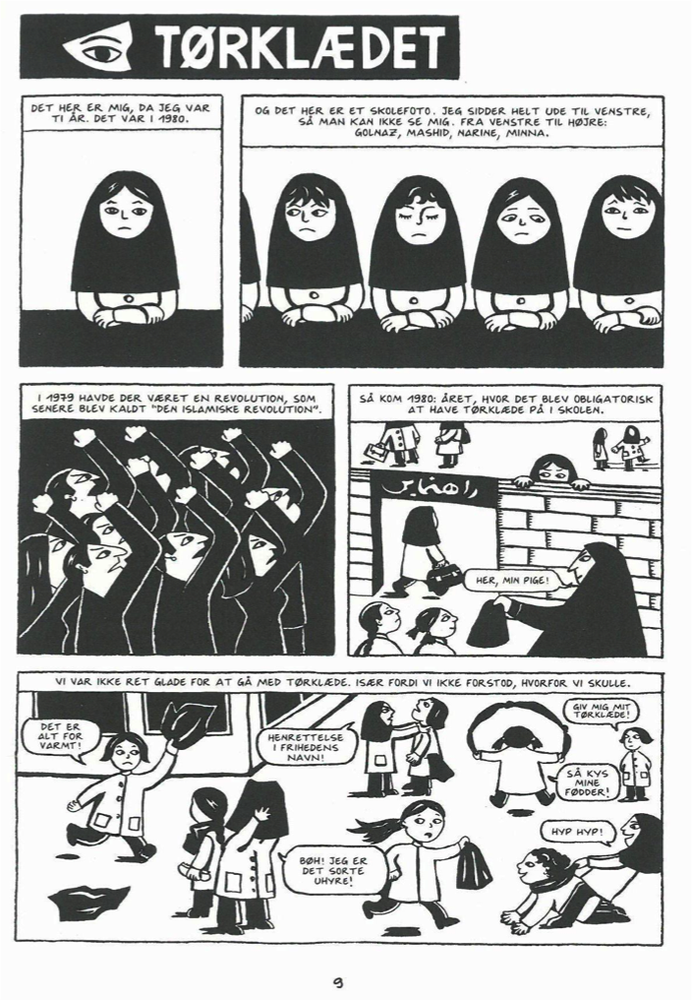 TØRKLÆDET
DET HER ER MIG, DA JEG VAR
TI ÅR. DET VAR I 1980.
OG DET HER ER ET SKOLEFOTO. JEG SIDDER HELT UDE TIL VENSTRE,
SÅ MAN KAN IKKE SE MIG. FRA VENSTRE TIL HØJRE:
GOLNAZ, MASHID, NARINE, MINNA.
I 1979 HAVDE DER VÆRET EN REVOLUTION, SOM
SENERE BLEV KALDT "DEN ISLAMISKE REVOLUTION".
SÅ KOM 1980: ÅRET, HVOR DET BLEV OBLIGATORISK
AT HAVE TØRKLÆDE PÅ I SKOLEN.
HER, MIN PIGE!
VI VAR IKKE RET GLADE FOR AT GÅ MED TØRKLÆDE. ISÆR FORDI VI IKKE FORSTOD, HVORFOR VI SKULLE.
DET ER
ALT FOR
VARMT!
HENRETTELSE
I FRIHEDENS
NAVN!
GIV MIG MIT
TØRKLÆDE!
SÅ KYS
MINE
FØDDER!
BØH! JEG ER
DET SORTE
UHYRE!
HYP HYP!
9